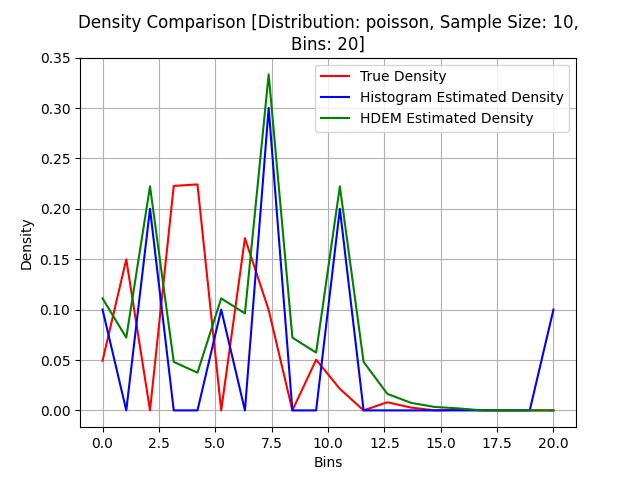 Density Comparison [Distribution: poisson, Sample Size: 10,
Bins: 20]
True Density
Histogram Estimated Density
HDEM Estimated Density
Density
0.35
0.30
0.25
0.20
0.15
0.10
0.05
0.00
0.0 2.5 5.0 7.5 10.0 12.5 15.0 17.5 20.0
Bins